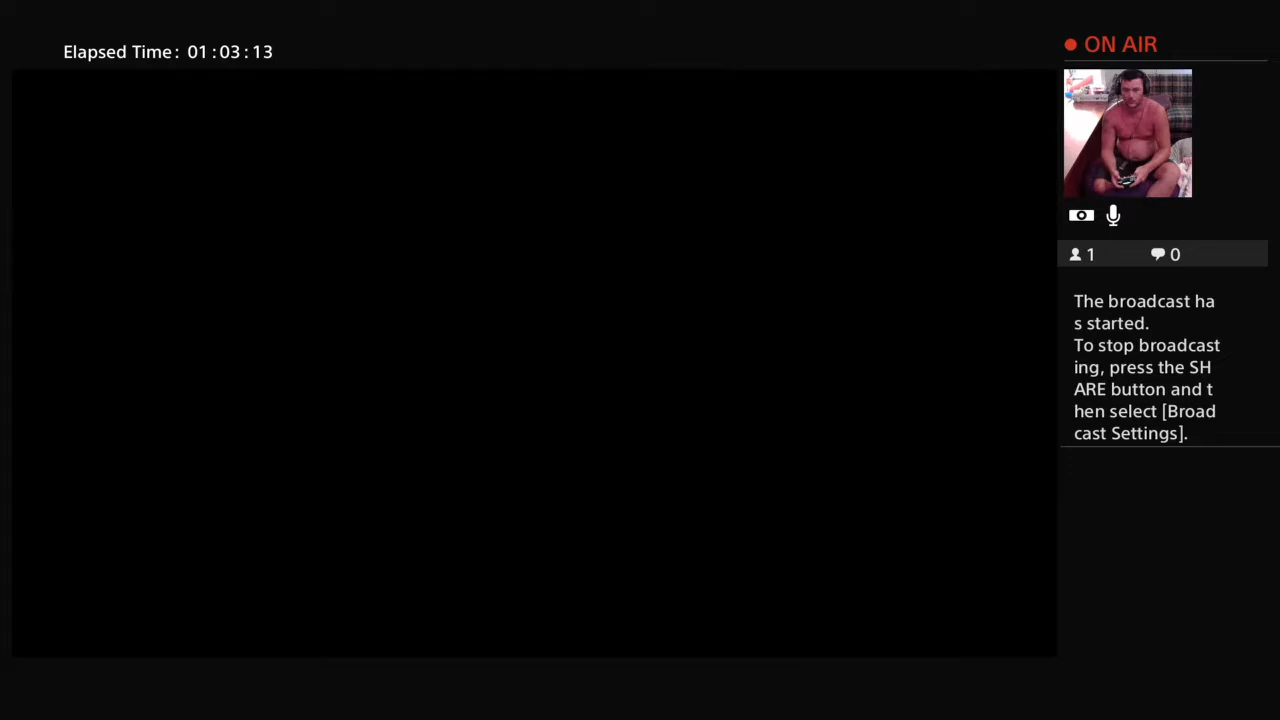 Elapsed Time: 01:03:13
ON AIR
1
0
The broadcast ha
s started.
To stop broadcast
ing, press the SH
ARE button and t
hen select [Broad
cast Settings].